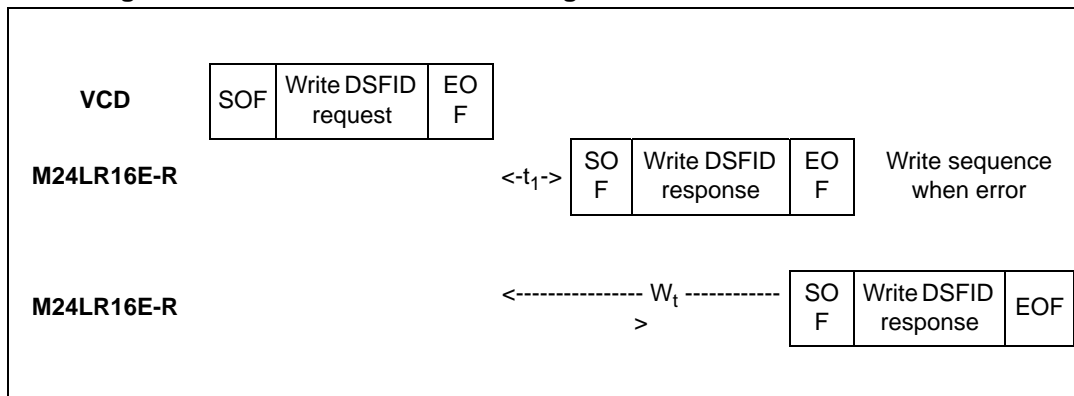 VCD SOF Write DSFID request EO F
M24LR16E-R <-t1-> SO F Write DSFID response EO F Write sequence when error
M24LR16E-R <---------------- Wt ------------- > SO F Write DSFID response EOF